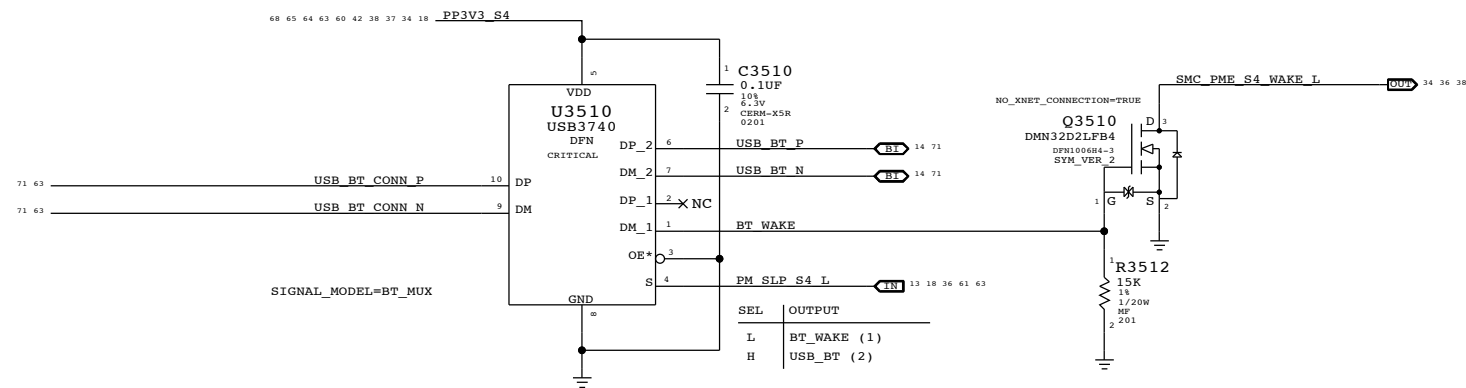 68 65 64 63 60 42 38 37 34 18 PP3V3_S4
5
VDD
U3510
USB3740
DFN
CRITICAL
1
C3510
0.1UF
10%
6.3V
CERM-X5R
0201
2
SMC_PME_S4_WAKE_L OUT 34 36 38
NO_XNET_CONNECTION=TRUE
Q3510
DMN32D2LFB4
DFN1006H4-3
SYM_VER_2
D 3
1 G S 2
DP_2 6 USB_BT_P BI 14 71
DM_2 7 USB_BT_N BI 14 71
71 63 USB_BT_CONN_P 10 DP
71 63 USB_BT_CONN_N 9 DM
DP_1 2 NC
DM_1 1 BT_WAKE
OE* 3
S 4 PM_SLP_S4_L IN 13 18 36 61 63
GND
8
SIGNAL_MODEL=BT_MUX
1
R3512
15K
1%
1/20W
MF
201
2
SEL OUTPUT
L BT_WAKE (1)
H USB_BT (2)